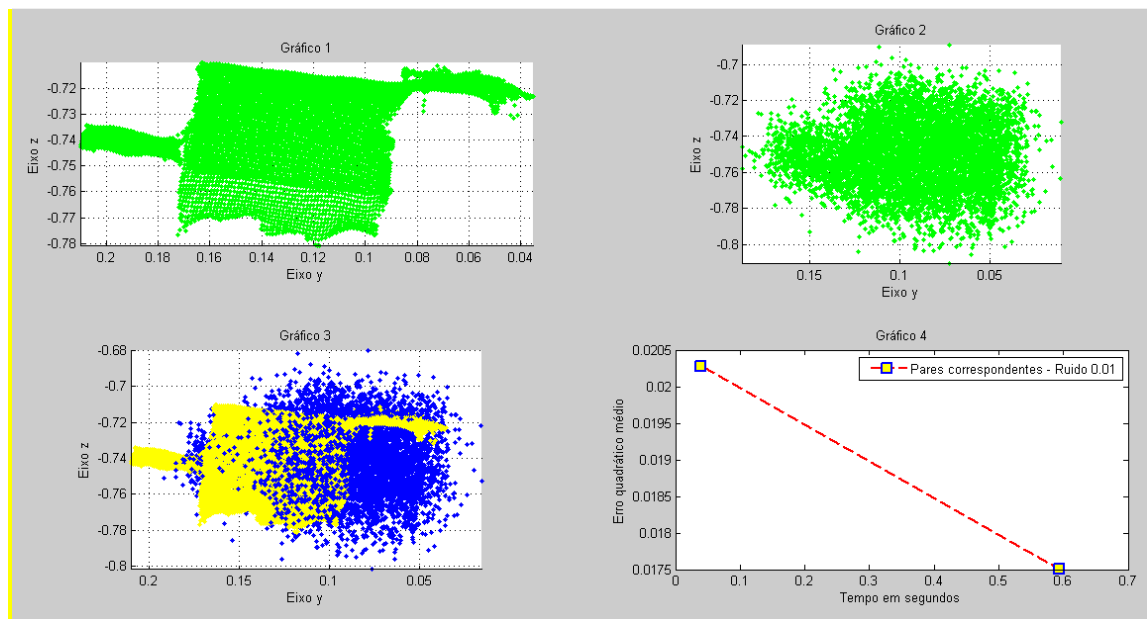 Gráfico 1
-0.72
-0.73
-0.74
-0.75
-0.76
-0.77
-0.78
Eixo z
0.2 0.18 0.16 0.14 0.12 0.1 0.08 0.06 0.04
Eixo y
Gráfico 2
-0.7
-0.72
-0.74
-0.76
-0.78
-0.8
Eixo z
0.15 0.1 0.05
Eixo y
Gráfico 3
-0.68
-0.7
-0.72
-0.74
-0.76
-0.78
-0.8
Eixo z
0.2 0.15 0.1 0.05
Eixo y
Gráfico 4
0.0205
0.02
0.0195
0.019
0.0185
0.018
0.0175
Erro quadrático médio
Pares correspondentes - Ruido 0.01
0 0.1 0.2 0.3 0.4 0.5 0.6 0.7
Tempo em segundos